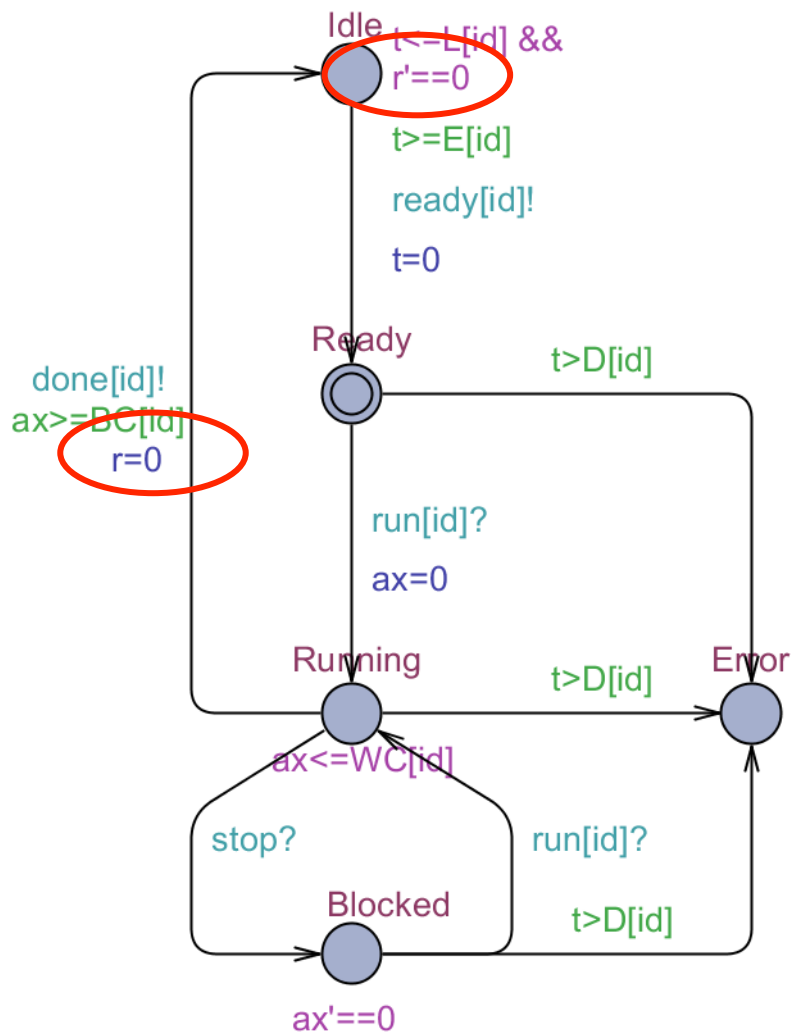 Idle
t<=L[id] &&
r'==0
t>=E[id]
ready[id]!
t=0
Ready
t>D[id]
done[id]!
ax>=BC[id]
r=0
run[id]?
ax=0
Running
t>D[id]
Error
ax<=WC[id]
stop?
run[id]?
Blocked
t>D[id]
ax'==0